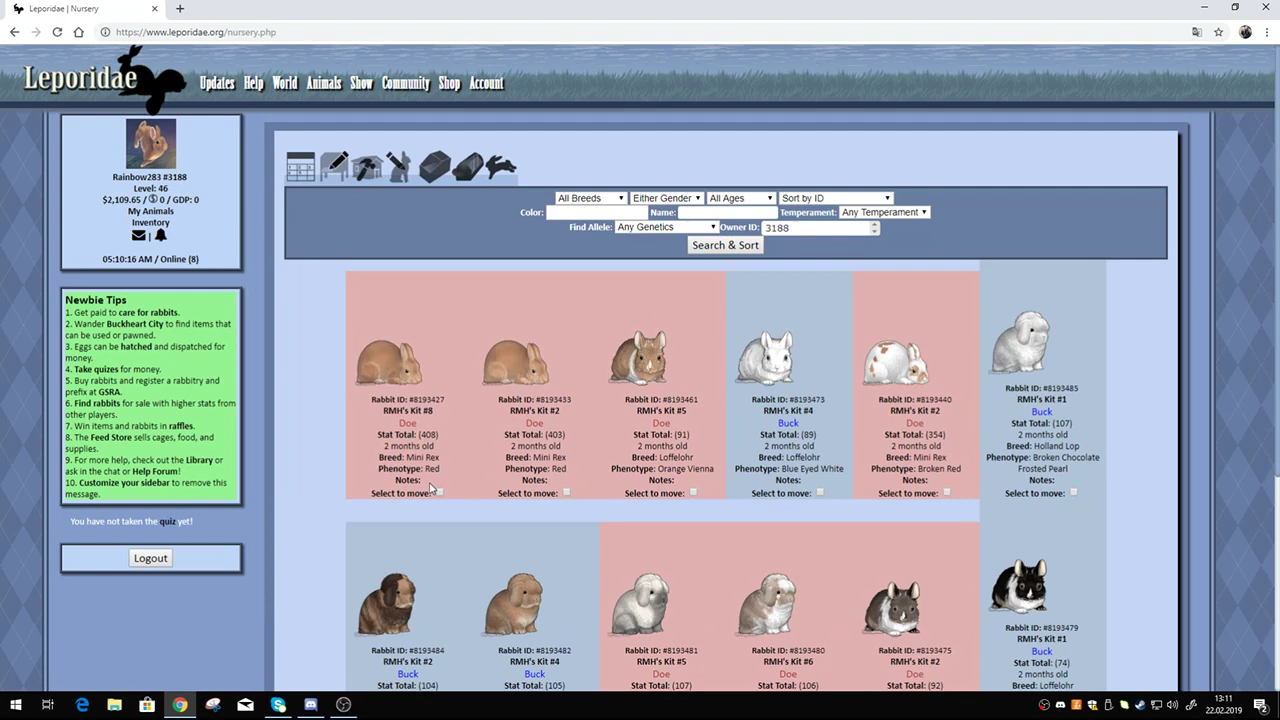 Leporidae | Nursery
https://www.leporidae.org/nursery.php
Leporidae
Updates Help World Animals Show Community Shop Account
Rainbow283 #3188
Level: 46
$2,109.65 / 0 / GDP: 0
My Animals
Inventory
|
05:10:16 AM / Online (8)
Newbie Tips
1. Get paid to care for rabbits.
2. Wander Buckheart City to find items that
can be used or pawned.
3. Eggs can be hatched and dispatched for
money.
4. Take quizes for money.
5. Buy rabbits and register a rabbitry and
prefix at GSRA.
6. Find rabbits for sale with higher stats from
other players.
7. Win items and rabbits in raffles.
8. The Feed Store sells cages, food, and
supplies.
9. For more help, check out the Library or
ask in the chat or Help Forum!
10. Customize your sidebar to remove this
message.
You have not taken the quiz yet!
Logout
All Breeds Either Gender All Ages Sort by ID
Color: Name: Temperament: Any Temperament
Find Allele: Any Genetics Owner ID: 3188
Search & Sort
Rabbit ID: #8193427
RMH's Kit #8
Doe
Stat Total: (408)
2 months old
Breed: Mini Rex
Phenotype: Red
Notes:
Select to move:
Rabbit ID: #8193433
RMH's Kit #2
Doe
Stat Total: (403)
2 months old
Breed: Mini Rex
Phenotype: Red
Notes:
Select to move:
Rabbit ID: #8193461
RMH's Kit #5
Doe
Stat Total: (91)
2 months old
Breed: Loffelohr
Phenotype: Orange Vienna
Notes:
Select to move:
Rabbit ID: #8193473
RMH's Kit #4
Buck
Stat Total: (89)
2 months old
Breed: Loffelohr
Phenotype: Blue Eyed White
Notes:
Select to move:
Rabbit ID: #8193440
RMH's Kit #2
Doe
Stat Total: (354)
2 months old
Breed: Mini Rex
Phenotype: Broken Red
Notes:
Select to move:
Rabbit ID: #8193485
RMH's Kit #1
Buck
Stat Total: (107)
2 months old
Breed: Holland Lop
Phenotype: Broken Chocolate
Frosted Pearl
Notes:
Select to move:
Rabbit ID: #8193484
RMH's Kit #2
Buck
Stat Total: (104)
Rabbit ID: #8193482
RMH's Kit #4
Buck
Stat Total: (105)
Rabbit ID: #8193481
RMH's Kit #5
Doe
Stat Total: (107)
Rabbit ID: #8193480
RMH's Kit #6
Doe
Stat Total: (106)
Rabbit ID: #8193475
RMH's Kit #2
Doe
Stat Total: (92)
Rabbit ID: #8193479
RMH's Kit #1
Buck
Stat Total: (74)
2 months old
Breed: Loffelohr
13:11
22.02.2019